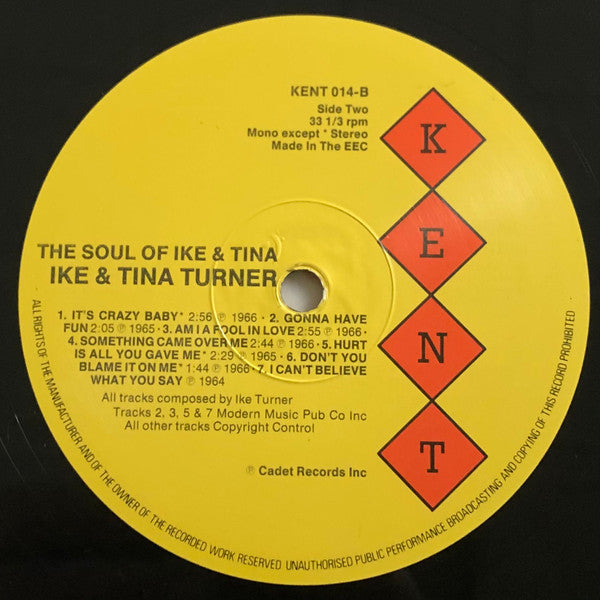 KENT 014-B
Side Two
33 1/3 rpm
Mono except * Stereo
Made In The EEC
K
E
N
T
THE SOUL OF IKE & TINA
IKE & TINA TURNER
1. IT'S CRAZY BABY* 2:56 ℗ 1966 · 2. GONNA HAVE
FUN 2:05 ℗ 1965 · 3. AM I A FOOL IN LOVE 2:55 ℗ 1966 ·
4. SOMETHING CAME OVER ME 2:44 ℗ 1966 · 5. HURT
IS ALL YOU GAVE ME* 2:29 ℗ 1965 · 6. DON'T YOU
BLAME IT ON ME* 1:44 ℗ 1966 · 7. I CAN'T BELIEVE
WHAT YOU SAY ℗ 1964
All tracks composed by Ike Turner
Tracks 2, 3, 5 & 7 Modern Music Pub Co Inc
All other tracks Copyright Control
℗ Cadet Records Inc
ALL RIGHTS OF THE MANUFACTURER AND OF THE OWNER OF THE RECORDED WORK RESERVED UNAUTHORISED PUBLIC PERFORMANCE BROADCASTING AND COPYING OF THIS RECORD PROHIBITED